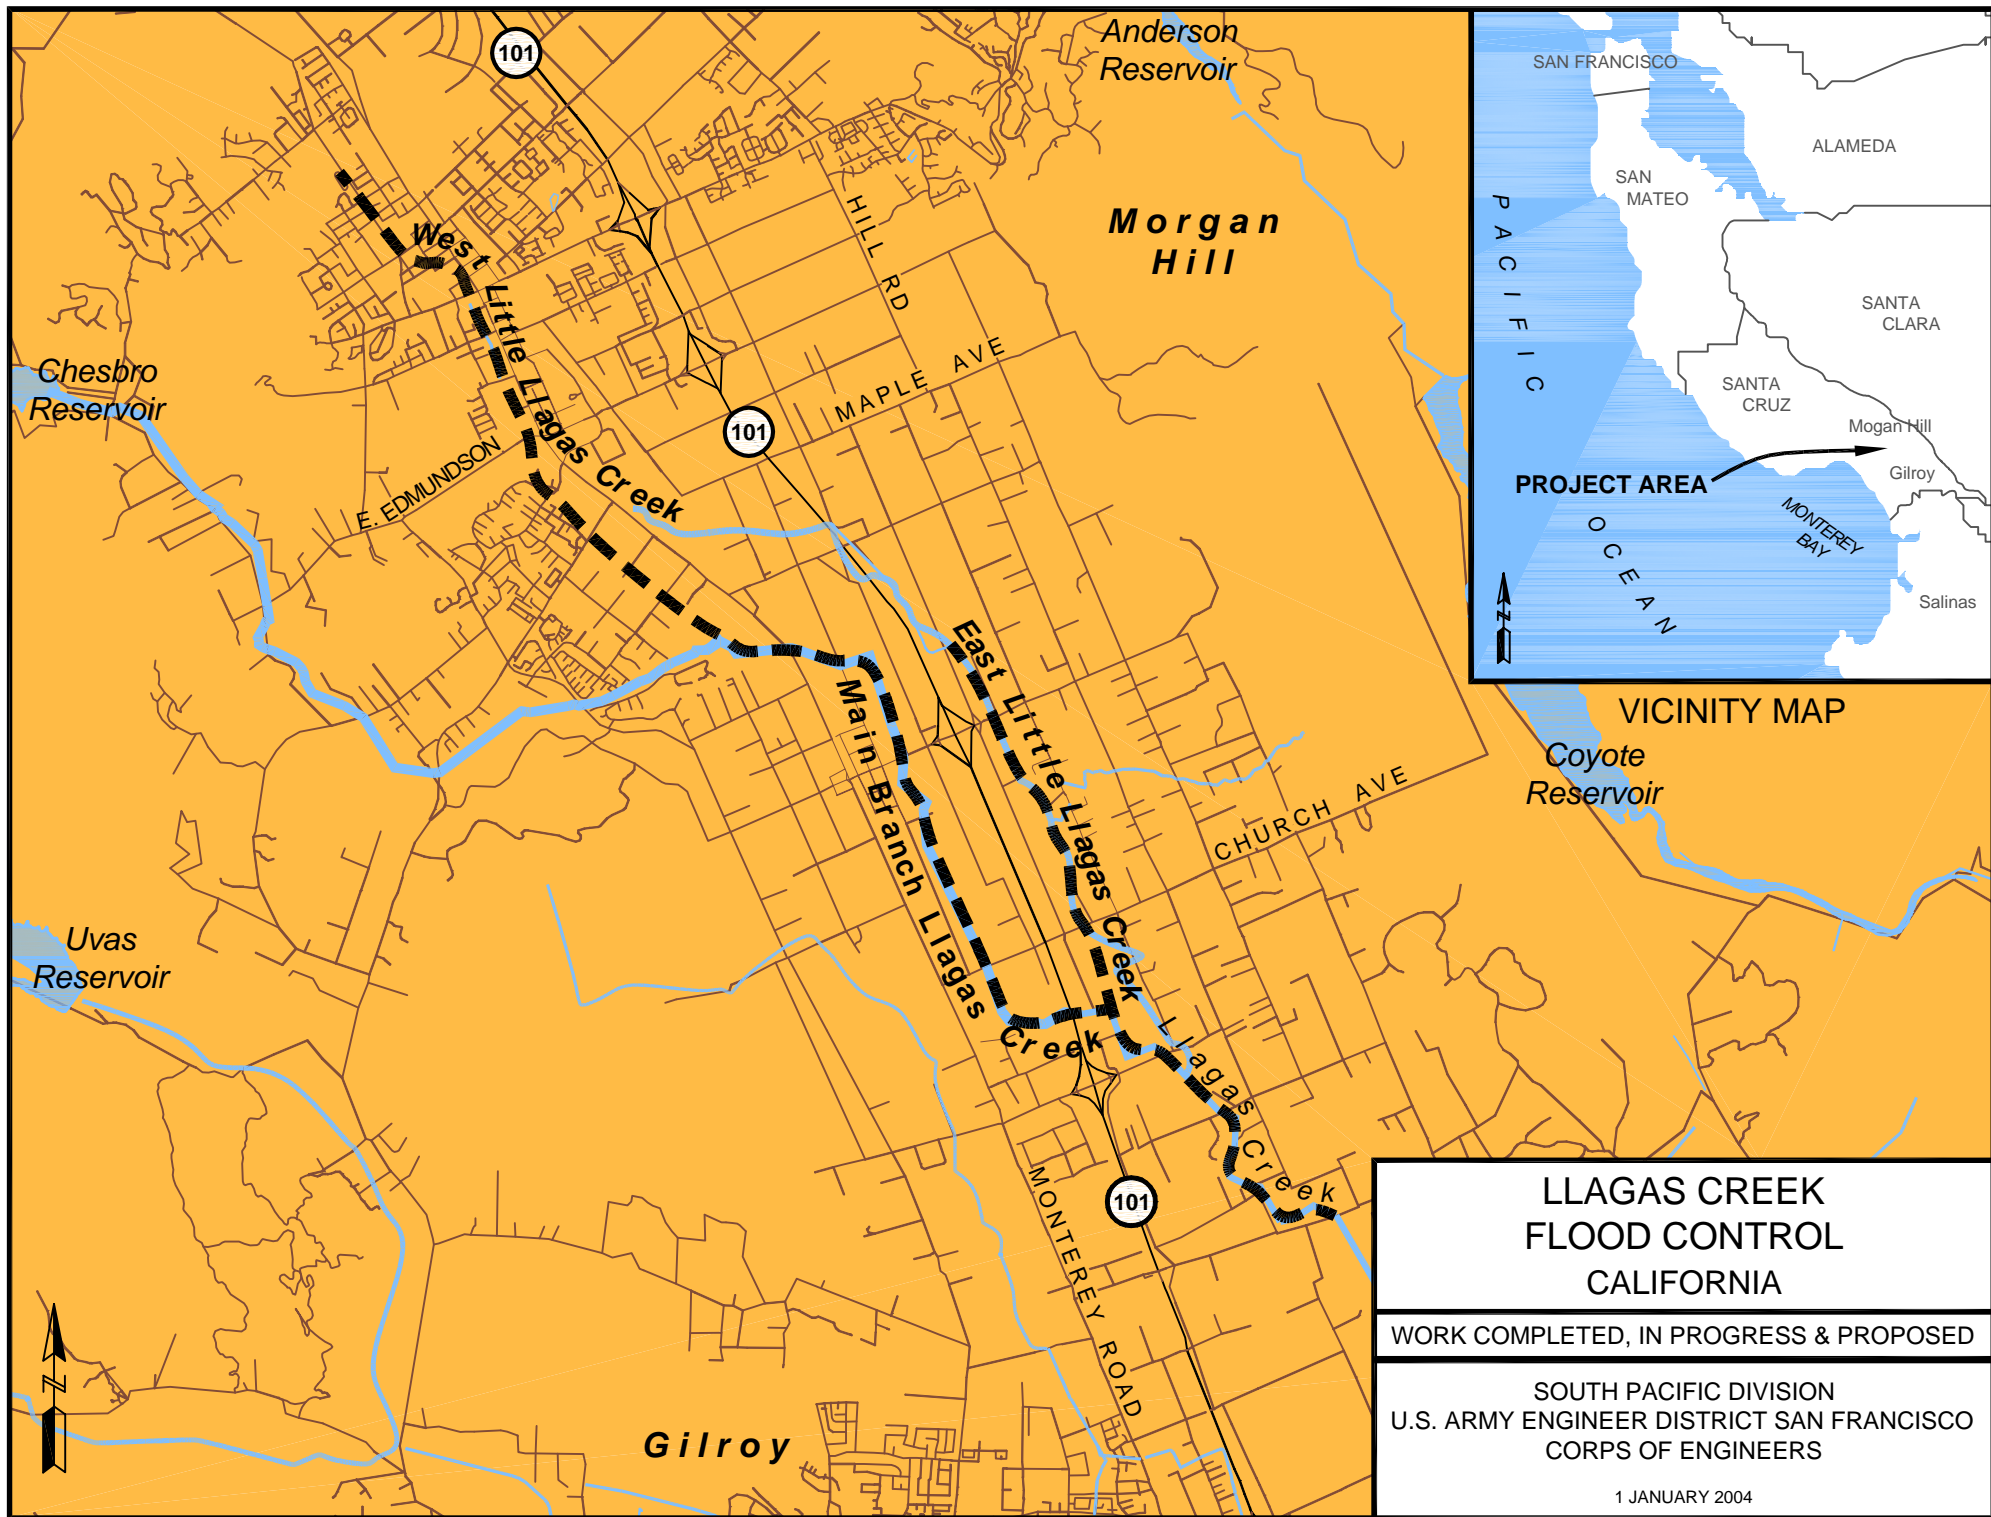 101
Anderson
Reservoir
Morgan
Hill
HILL RD
West Little Llagas Creek
Chesbro
Reservoir
MAPLE AVE
101
E. EDMUNDSON
East Little Llagas Creek
Main Branch Llagas Creek
CHURCH AVE
Uvas
Reservoir
Llagas Creek
101
MONTEREY ROAD
Gilroy
N
Coyote
Reservoir
SAN FRANCISCO
ALAMEDA
SAN
MATEO
PACIFIC
OCEAN
SANTA
CLARA
SANTA
CRUZ
Mogan Hill
Gilroy
PROJECT AREA
MONTEREY
BAY
Salinas
N
VICINITY MAP
LLAGAS CREEK
FLOOD CONTROL
CALIFORNIA
WORK COMPLETED, IN PROGRESS & PROPOSED
SOUTH PACIFIC DIVISION
U.S. ARMY ENGINEER DISTRICT SAN FRANCISCO
CORPS OF ENGINEERS
1 JANUARY 2004